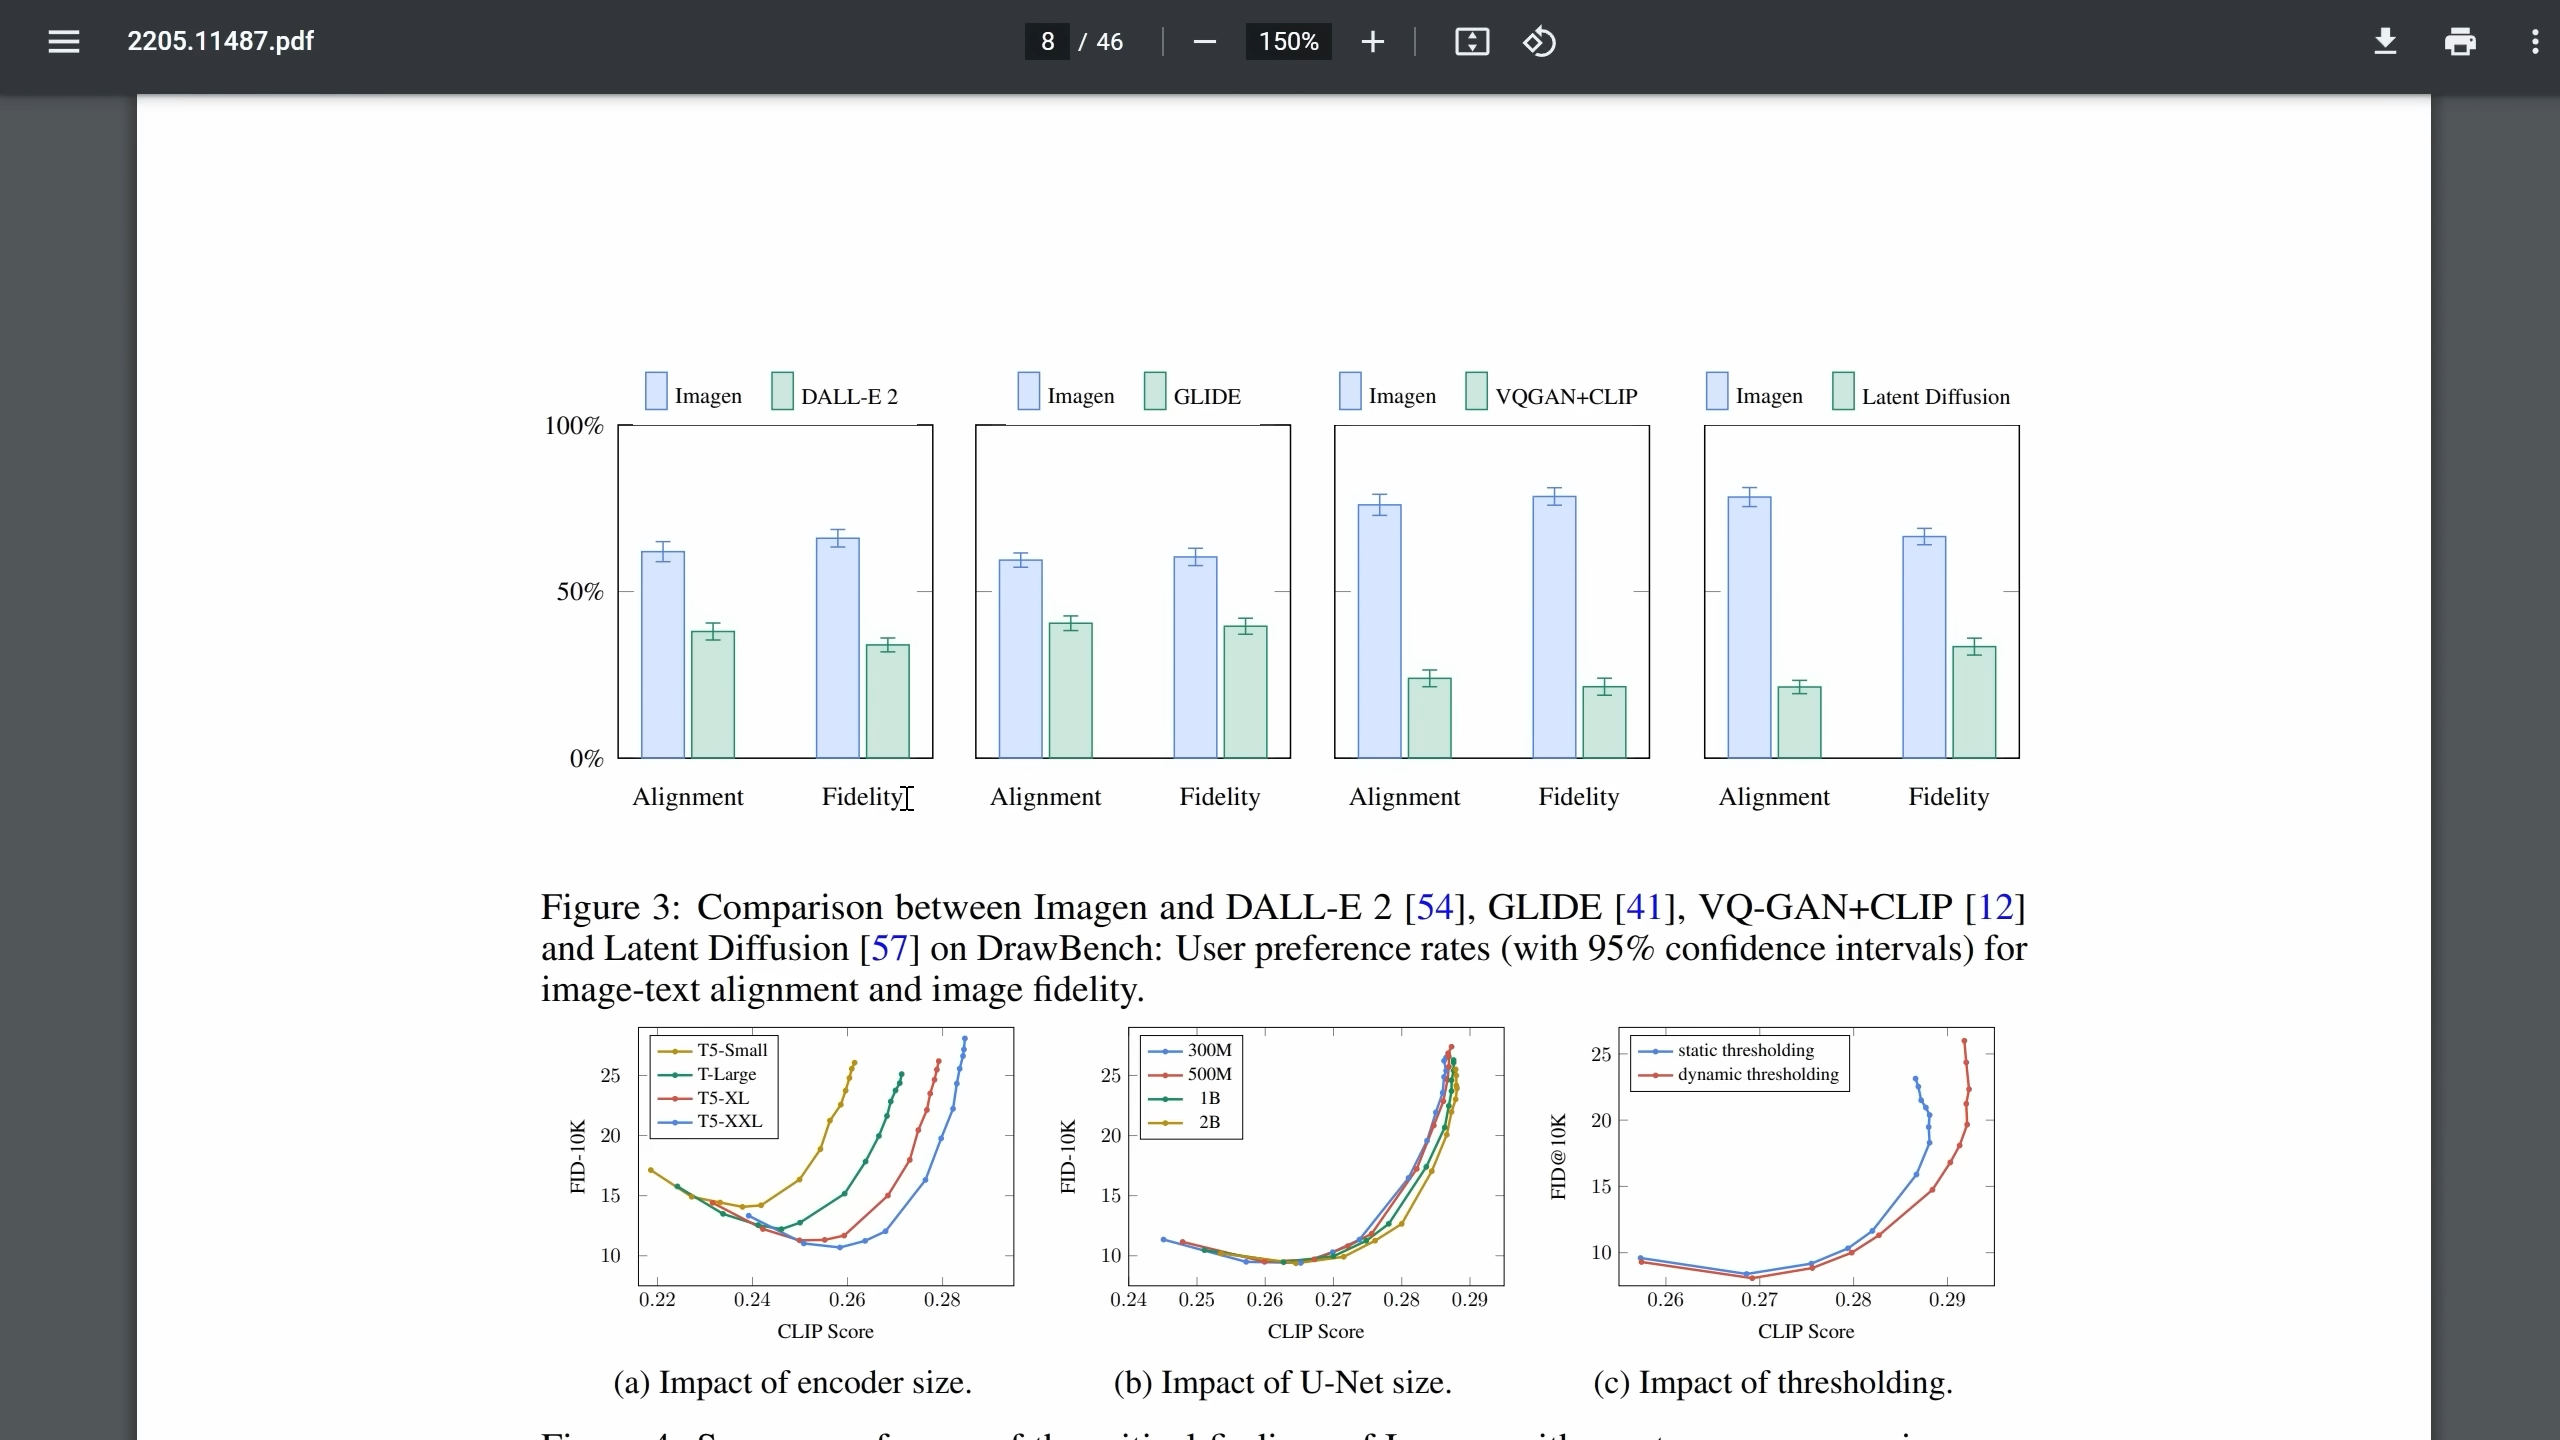 2205.11487.pdf
8 / 46
150%
Imagen DALL-E 2
Imagen GLIDE
Imagen VQGAN+CLIP
Imagen Latent Diffusion
100%
50%
0%
Alignment Fidelity
Alignment Fidelity
Alignment Fidelity
Alignment Fidelity
Figure 3: Comparison between Imagen and DALL-E 2 [54], GLIDE [41], VQ-GAN+CLIP [12]
and Latent Diffusion [57] on DrawBench: User preference rates (with 95% confidence intervals) for
image-text alignment and image fidelity.
T5-Small
T-Large
T5-XL
T5-XXL
25
20
15
10
FID-10K
0.22 0.24 0.26 0.28
CLIP Score
(a) Impact of encoder size.
300M
500M
1B
2B
25
20
15
10
FID-10K
0.24 0.25 0.26 0.27 0.28 0.29
CLIP Score
(b) Impact of U-Net size.
static thresholding
dynamic thresholding
25
20
15
10
FID@10K
0.26 0.27 0.28 0.29
CLIP Score
(c) Impact of thresholding.